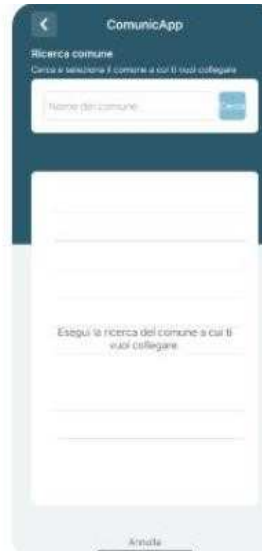 ComunicApp
Ricerca comune
Cerca e seleziona il comune a cui ti vuoi collegare
Nome del comune
Cerca
Esegui la ricerca del comune a cui ti
vuoi collegare
Annulla